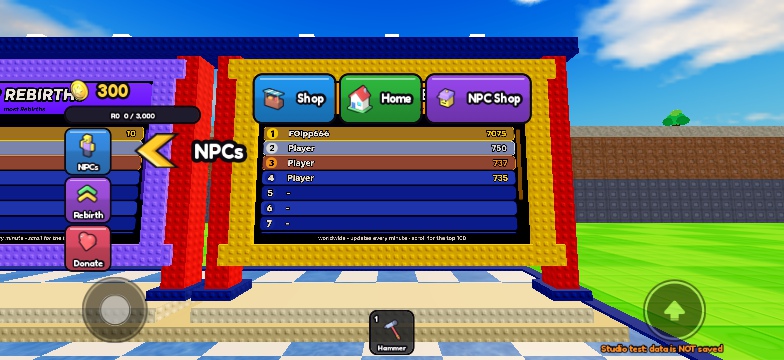 REBIRTH
300
most Rebirths
R0 0 / 3,000
Shop
Home
NPC Shop
10
1 FGipp666 7075
2 Player 750
3 Player 737
4 Player 735
5 -
6 -
7 -
NPCs
NPCs
Rebirth
Donate
worldwide - updates every minute - scroll for the top 100
1
Hammer
Studio test: data is NOT saved